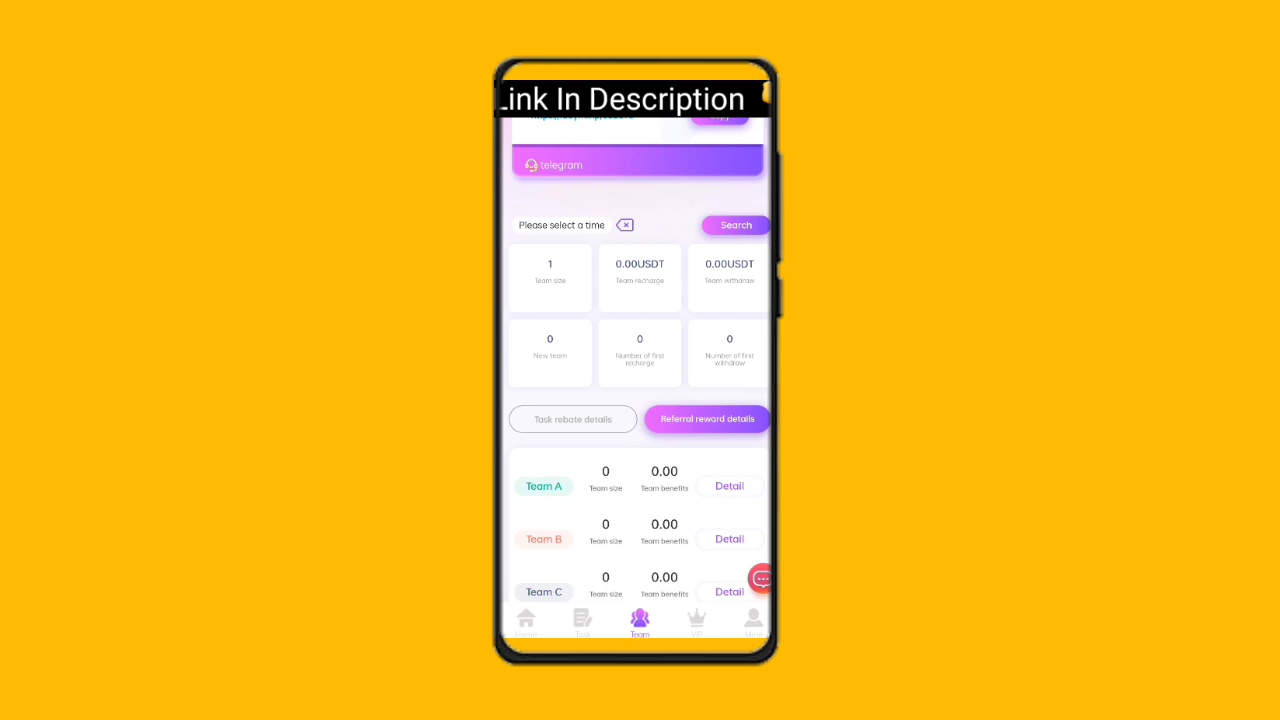 Link In Description
telegram
Please select a time
Search
1
0.00USDT
0.00USDT
Team size
Team recharge
Team withdraw
0
0
0
New team
Number of first recharge
Number of first withdraw
Task rebate details
Referral reward details
0
0.00
Team A
Team size
Team benefits
Detail
0
0.00
Team B
Team size
Team benefits
Detail
0
0.00
Team C
Team size
Team benefits
Detail
Home
Task
Team
VIP
Mine